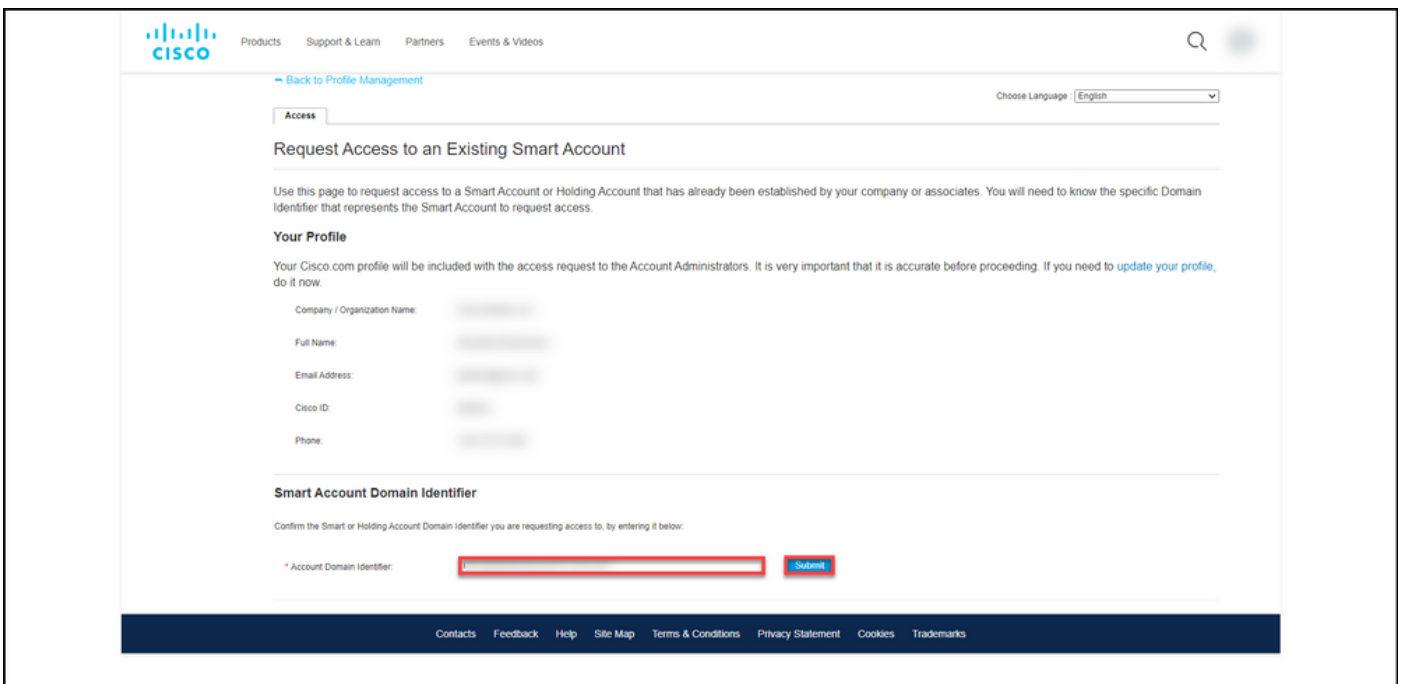 CISCO
Products Support & Learn Partners Events & Videos
Back to Profile Management
Choose Language : English
Access
Request Access to an Existing Smart Account
Use this page to request access to a Smart Account or Holding Account that has already been established by your company or associates. You will need to know the specific Domain
Identifier that represents the Smart Account to request access.
Your Profile
Your Cisco.com profile will be included with the access request to the Account Administrators. It is very important that it is accurate before proceeding. If you need to update your profile,
do it now.
Company / Organization Name:
Full Name:
Email Address:
Cisco ID:
Phone:
Smart Account Domain Identifier
Confirm the Smart or Holding Account Domain Identifier you are requesting access to, by entering it below:
* Account Domain Identifier: Submit
Contacts Feedback Help Site Map Terms & Conditions Privacy Statement Cookies Trademarks